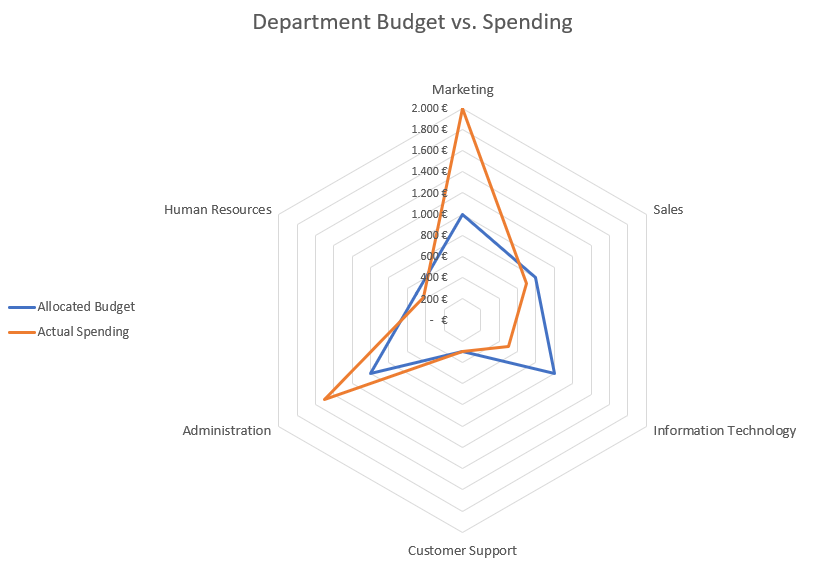 Department Budget vs. Spending
Marketing
2.000 €
1.800 €
1.600 €
1.400 €
1.200 €
1.000 €
800 €
600 €
400 €
200 €
- €
Sales
Information Technology
Customer Support
Administration
Human Resources
Allocated Budget
Actual Spending